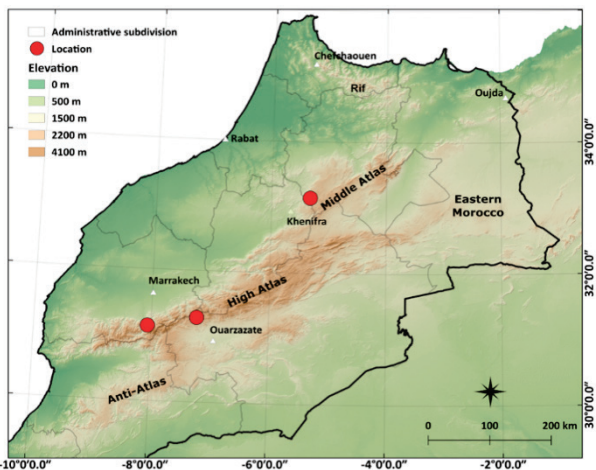 Administrative subdivision
Location
Elevation
0 m
500 m
1500 m
2200 m
4100 m
Chefshaouen
Rif
Oujda
Rabat
34°0'0.0"
Middle Atlas
Eastern
Morocco
Khenifra
32°0'0.0"
Marrakech
High Atlas
Ouarzazate
Anti-Atlas
30°0'0.0"
0 100 200 km
-10°0'0.0" -8°0'0.0" -6°0'0.0" -4°0'0.0" -2°0'0.0"